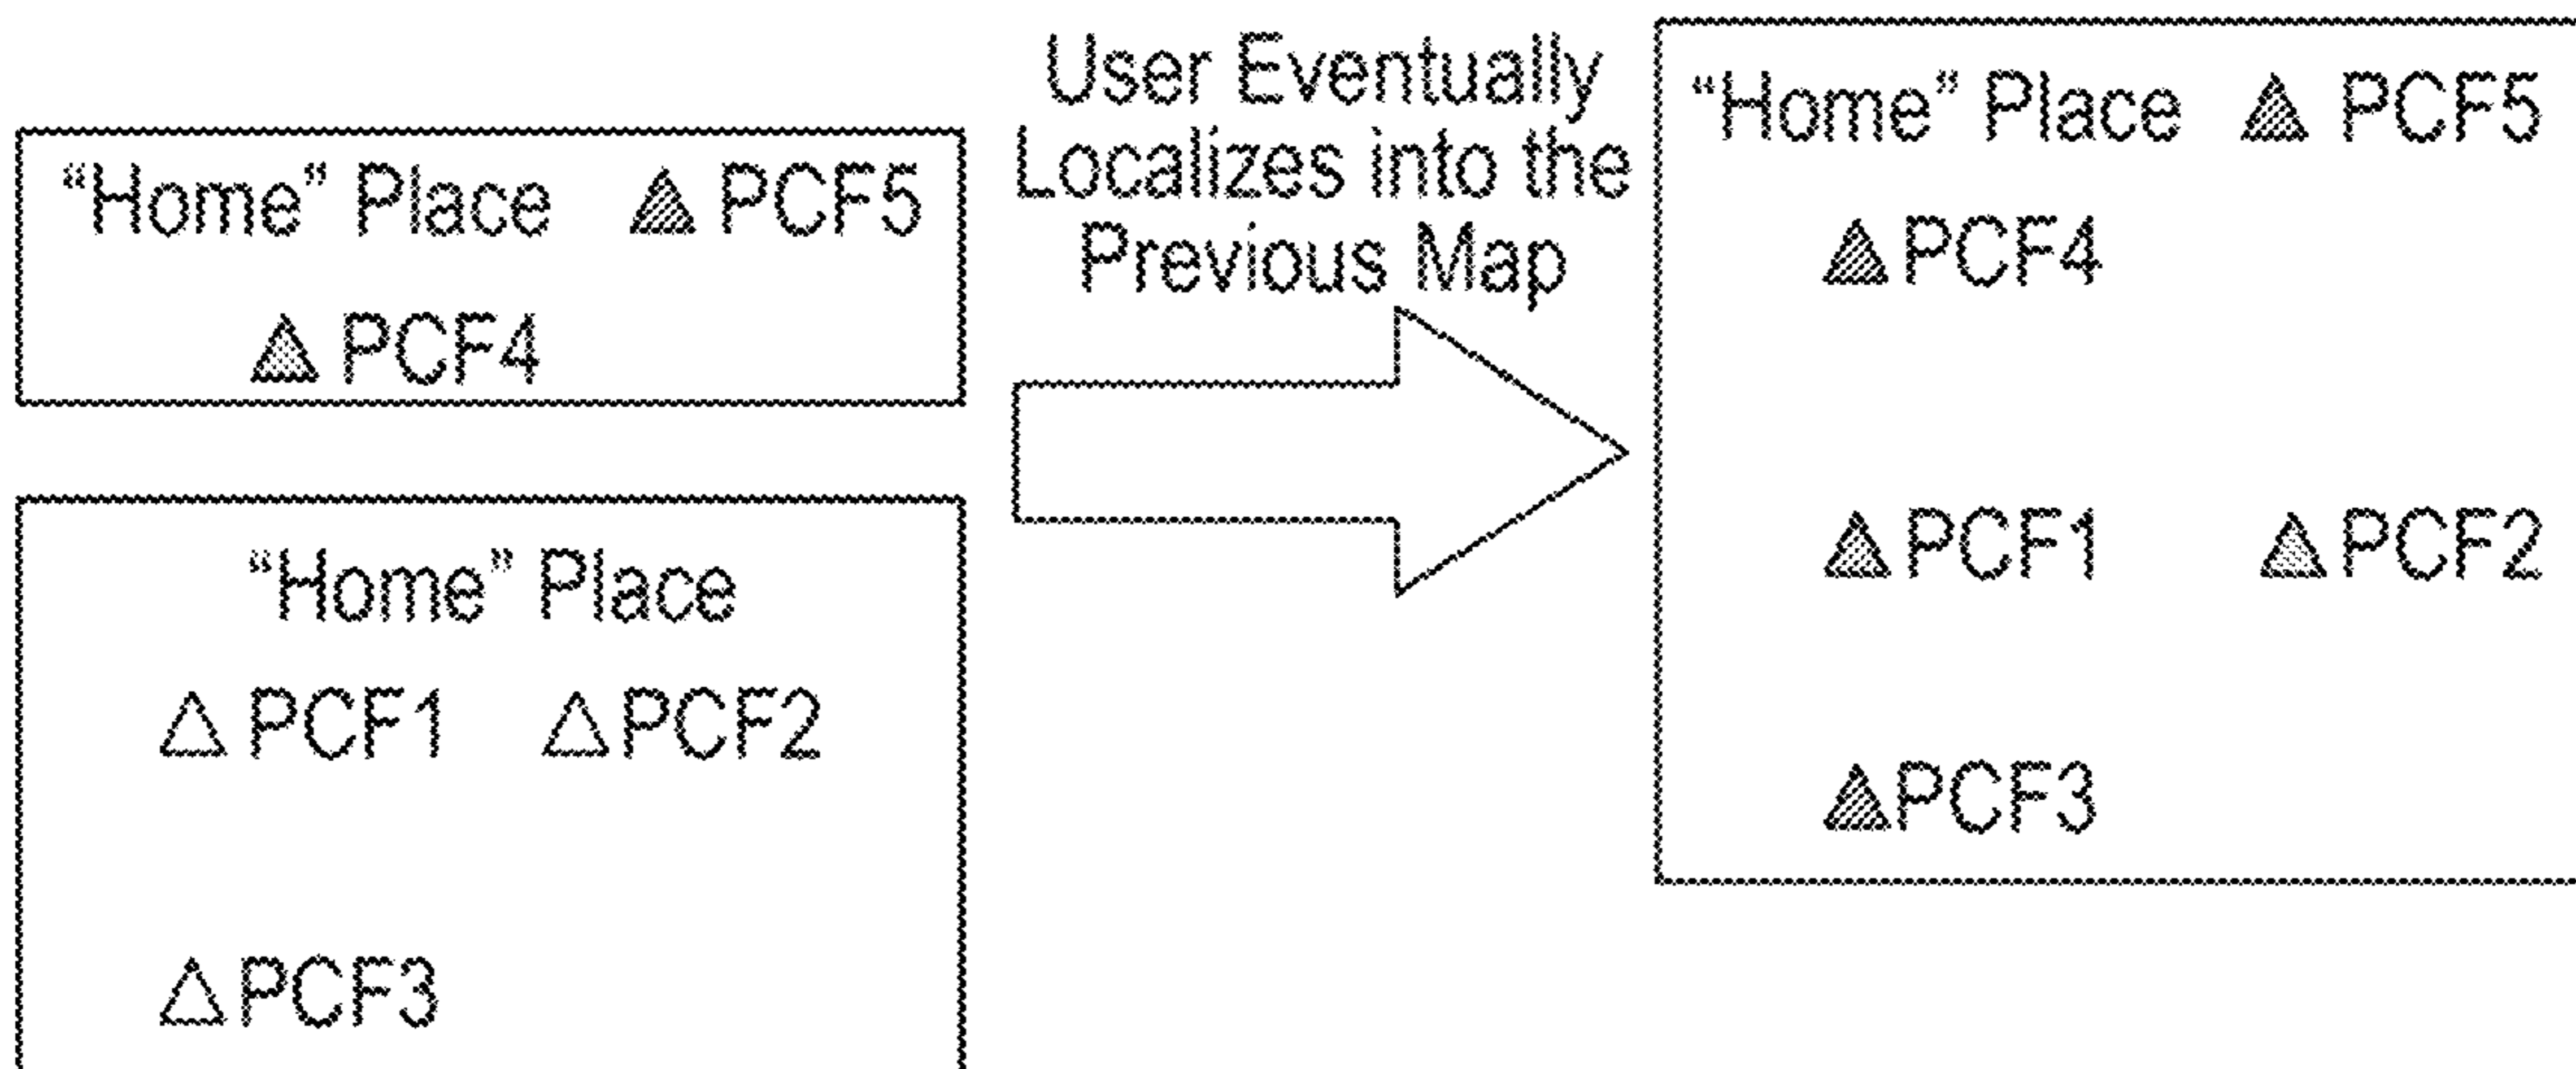 “Home” Place PCF5
PCF4
“Home” Place
PCF1 PCF2
PCF3
User Eventually
Localizes into the
Previous Map
“Home” Place PCF5
PCF4
PCF1 PCF2
PCF3